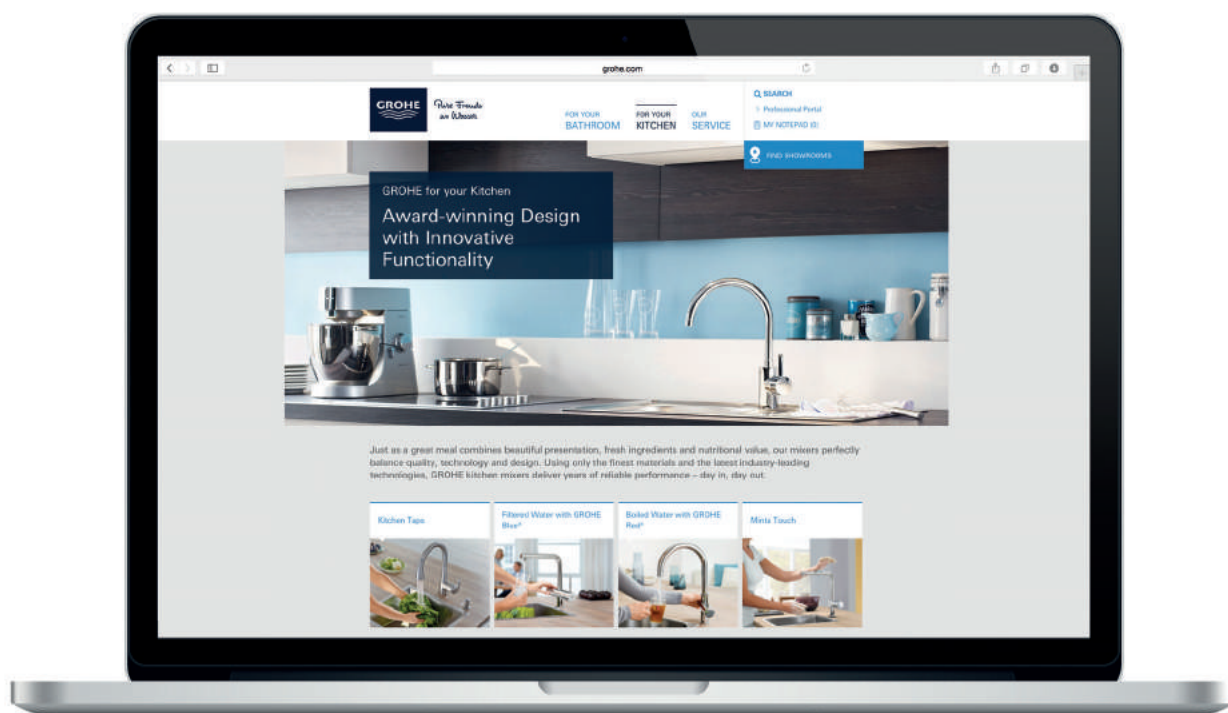 grohe.com
GROHE
Pure Freude
an Wasser
FOR YOUR
BATHROOM
FOR YOUR
KITCHEN
OUR
SERVICE
SEARCH
Professional Portal
MY NOTEPAD (0)
FIND SHOWROOMS
GROHE for your Kitchen
Award-winning Design
with Innovative
Functionality
Just as a great meal combines beautiful presentation, fresh ingredients and nutritional value, our mixers perfectly
balance quality, technology and design. Using only the finest materials and the latest industry-leading
technologies, GROHE kitchen mixers deliver years of reliable performance – day in, day out.
Kitchen Taps
Filtered Water with GROHE
Blue®
Boiled Water with GROHE
Red®
Minta Touch